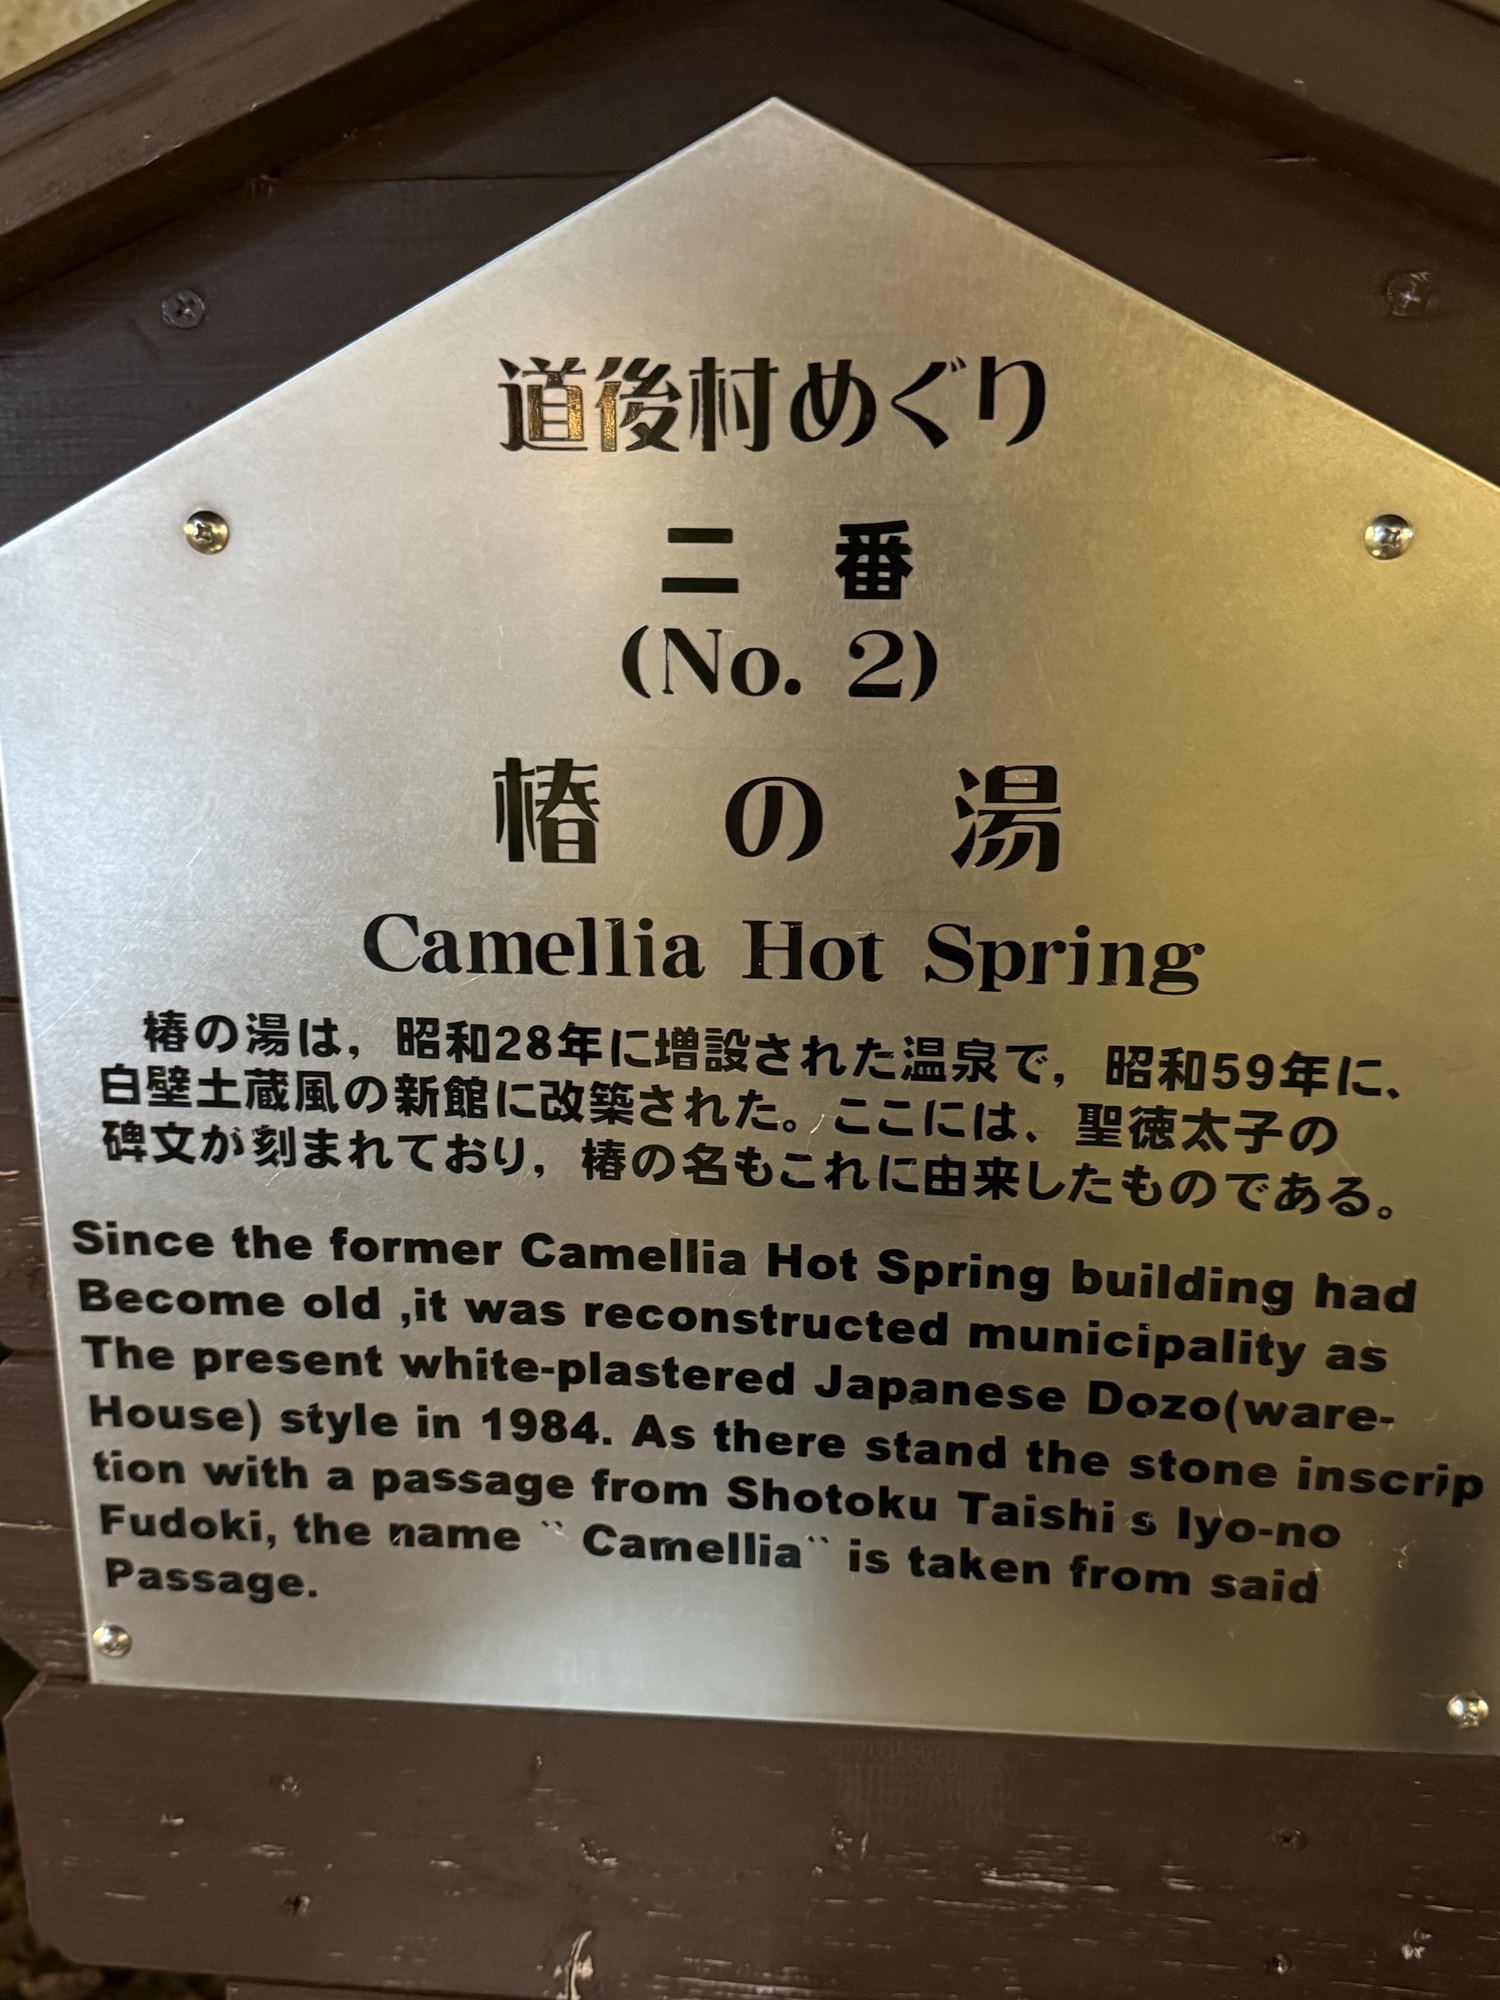 道後村めぐり
二番
(No. 2)
椿の湯
Camellia Hot Spring
椿の湯は，昭和28年に増設された温泉で，昭和59年に、
白壁土蔵風の新館に改築された。ここには、聖徳太子の
碑文が刻まれており，椿の名もこれに由来したものである。
Since the former Camellia Hot Spring building had
Become old ,it was reconstructed municipality as
The present white-plastered Japanese Dozo(ware-
House) style in 1984. As there stand the stone inscrip
tion with a passage from Shotoku Taishi s Iyo-no
Fudoki, the name ¨ Camellia¨ is taken from said
Passage.